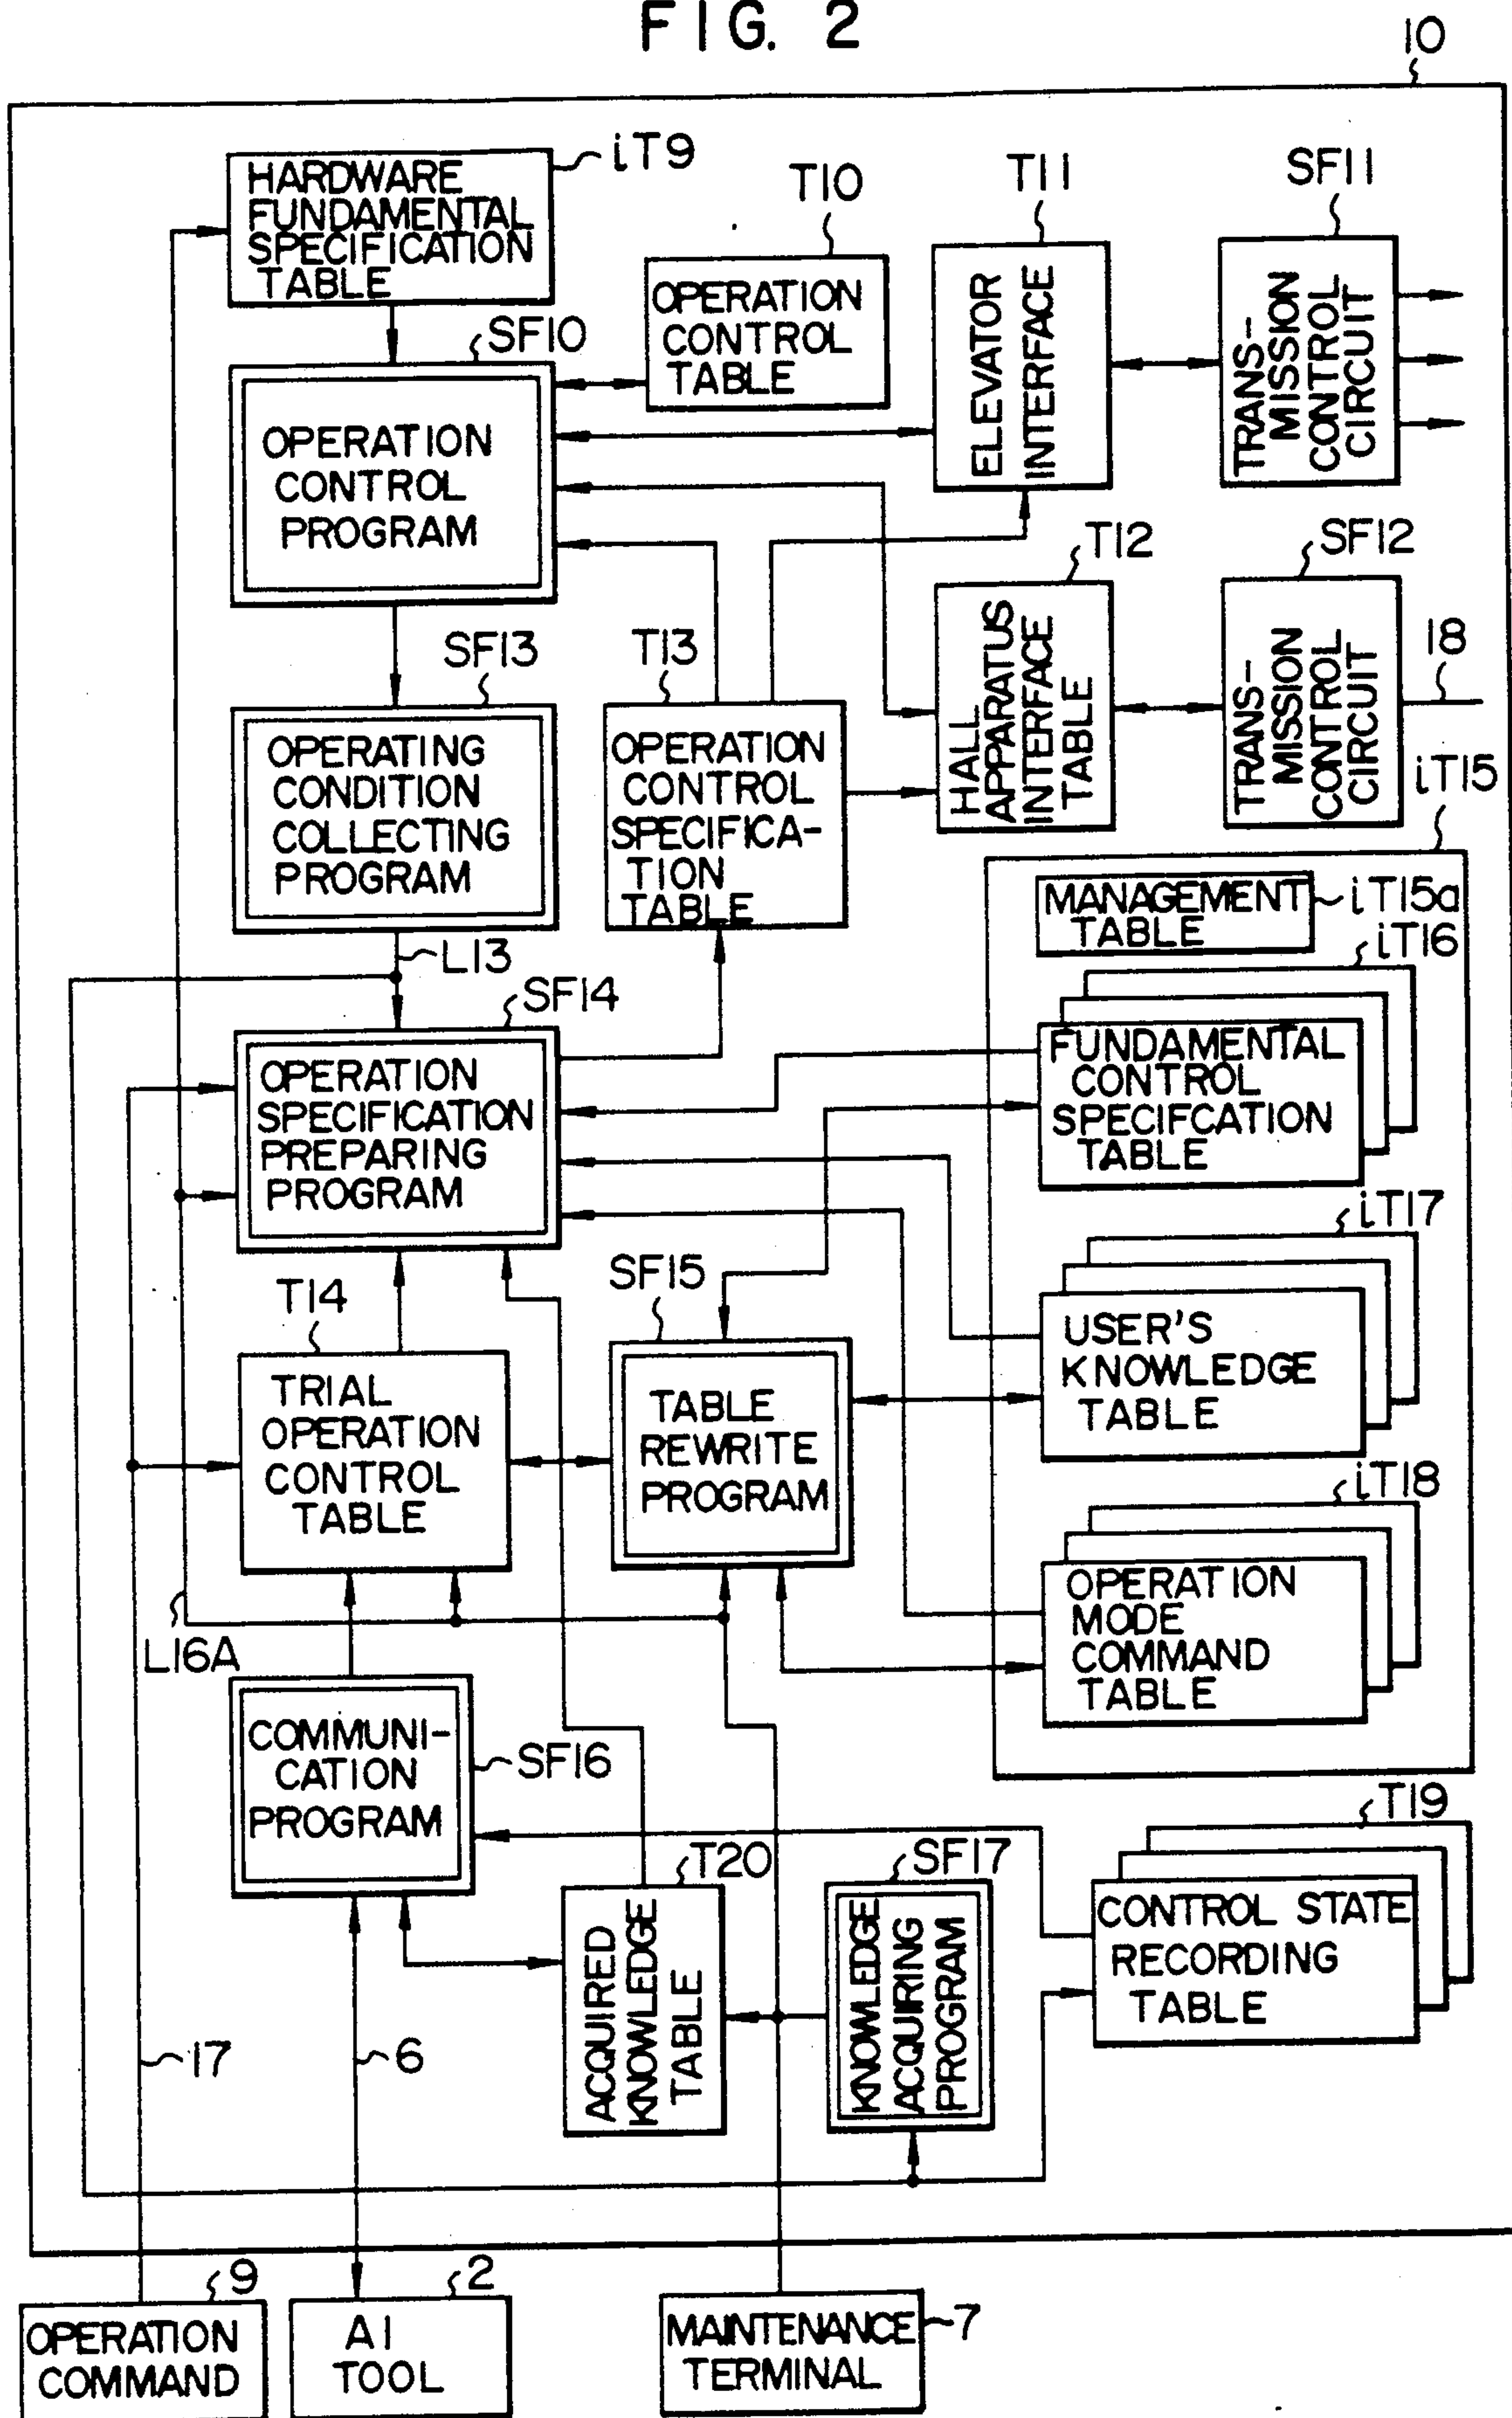 FIG. 2
10
iT9
HARDWARE
FUNDAMENTAL
SPECIFICATION
TABLE
T10
OPERATION
CONTROL
TABLE
T11
ELEVATOR
INTERFACE
SF11
TRANS-
MISSION
CONTROL
CIRCUIT
SF10
OPERATION
CONTROL
PROGRAM
T12
HALL
APPARATUS
INTERFACE
TABLE
SF12
TRANS-
MISSION
CONTROL
CIRCUIT
18
SF13
OPERATING
CONDITION
COLLECTING
PROGRAM
T13
OPERATION
CONTROL
SPECIFICA-
TION
TABLE
iT15
MANAGEMENT
TABLE
iT15a
iT16
FUNDAMENTAL
CONTROL
SPECIFCATION
TABLE
L13
SF14
OPERATION
SPECIFICATION
PREPARING
PROGRAM
iT17
USER'S
KNOWLEDGE
TABLE
T14
TRIAL
OPERATION
CONTROL
TABLE
SF15
TABLE
REWRITE
PROGRAM
iT18
OPERATION
MODE
COMMAND
TABLE
L16A
COMMUNI-
CATION
PROGRAM
SF16
T20
ACQUIRED
KNOWLEDGE
TABLE
SF17
KNOWLEDGE
ACQUIRING
PROGRAM
T19
CONTROL STATE
RECORDING
TABLE
17
6
9
OPERATION
COMMAND
2
AI
TOOL
MAINTENANCE
TERMINAL
7